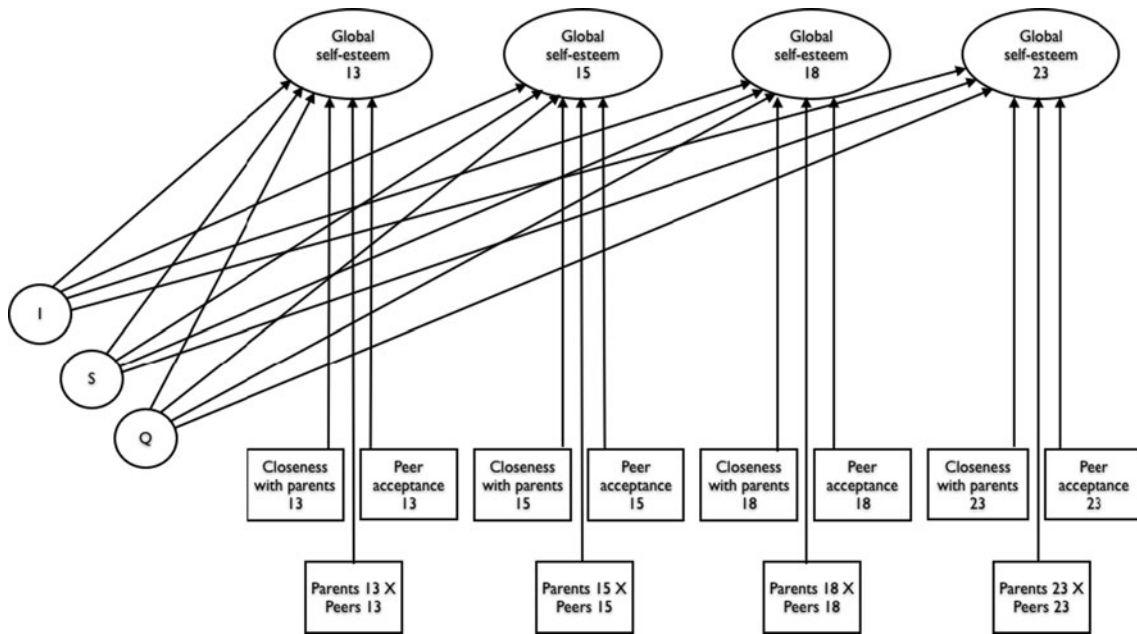 Global
self-esteem
13
Global
self-esteem
15
Global
self-esteem
18
Global
self-esteem
23
I
S
Q
Closeness
with parents
13
Peer
acceptance
13
Closeness
with parents
15
Peer
acceptance
15
Closeness
with parents
18
Peer
acceptance
18
Closeness
with parents
23
Peer
acceptance
23
Parents 13 X
Peers 13
Parents 15 X
Peers 15
Parents 18 X
Peers 18
Parents 23 X
Peers 23